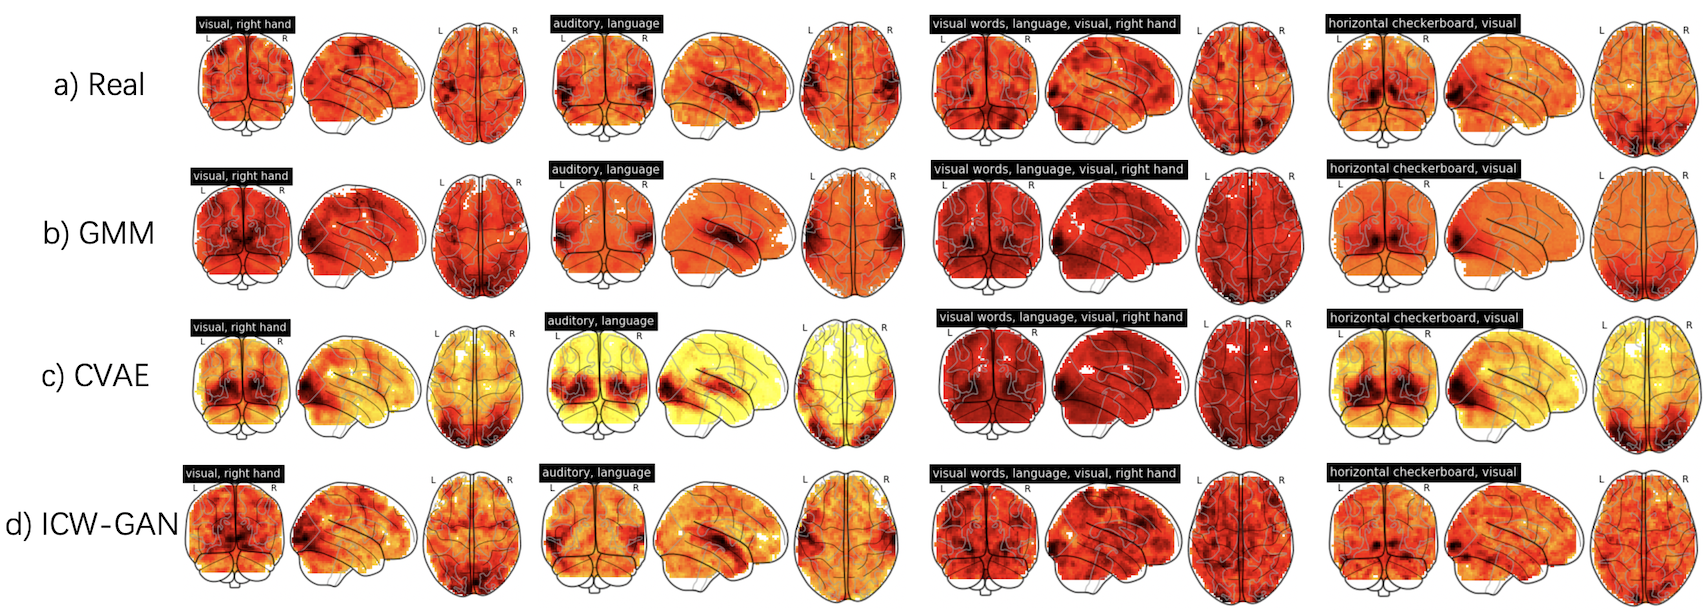 visual, right hand
auditory, language
visual words, language, visual, right hand
horizontal checkerboard, visual
L R L R L R L R L R L R L R L R
a) Real
visual, right hand
auditory, language
visual words, language, visual, right hand
horizontal checkerboard, visual
L R L R L R L R L R L R L R L R
b) GMM
visual, right hand
auditory, language
visual words, language, visual, right hand
horizontal checkerboard, visual
L R L R L R L R L R L R L R L R
c) CVAE
visual, right hand
auditory, language
visual words, language, visual, right hand
horizontal checkerboard, visual
L R L R L R L R L R L R L R L R
d) ICW-GAN